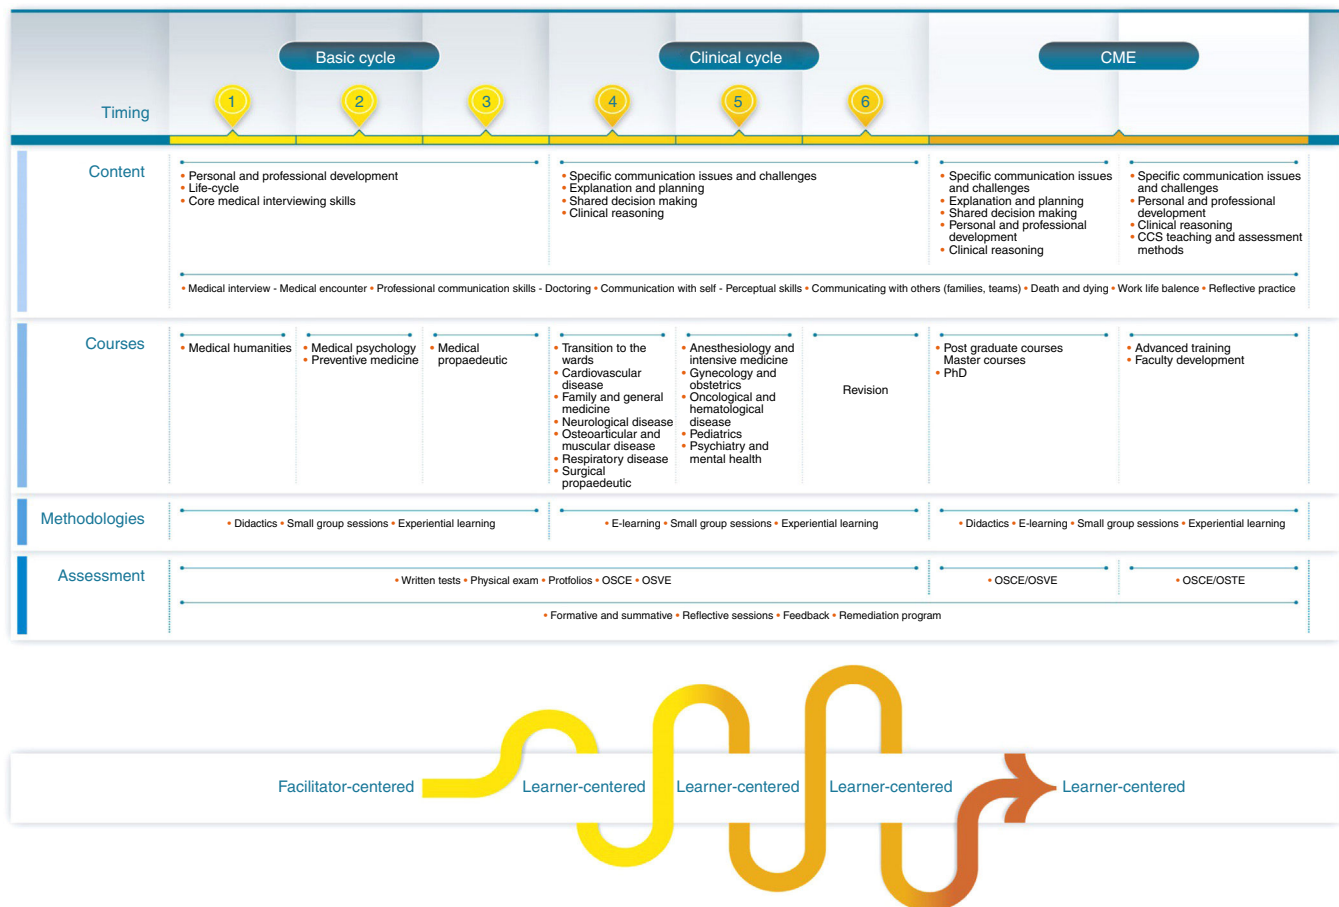 Basic cycle
Clinical cycle
CME
Timing
1
2
3
4
5
6
Content
• Personal and professional development
• Life-cycle
• Core medical interviewing skills
• Specific communication issues and challenges
• Explanation and planning
• Shared decision making
• Clinical reasoning
• Specific communication issues
and challenges
• Explanation and planning
• Shared decision making
• Personal and professional
development
• Clinical reasoning
• Specific communication issues
and challenges
• Personal and professional
development
• Clinical reasoning
• CCS teaching and assessment
methods
• Medical interview - Medical encounter • Professional communication skills - Doctoring • Communication with self - Perceptual skills • Communicating with others (families, teams) • Death and dying • Work life balence • Reflective practice
Courses
• Medical humanities
• Medical psychology
• Preventive medicine
• Medical
propaedeutic
• Transition to the
wards
• Cardiovascular
disease
• Family and general
medicine
• Neurological disease
• Osteoarticular and
muscular disease
• Respiratory disease
• Surgical
propaedeutic
• Anesthesiology and
intensive medicine
• Gynecology and
obstetrics
• Oncological and
hematological
disease
• Pediatrics
• Psychiatry and
mental health
Revision
• Post graduate courses
Master courses
• PhD
• Advanced training
• Faculty development
Methodologies
• Didactics • Small group sessions • Experiential learning
• E-learning • Small group sessions • Experiential learning
• Didactics • E-learning • Small group sessions • Experiential learning
Assessment
• Written tests • Physical exam • Protfolios • OSCE • OSVE
• OSCE/OSVE
• OSCE/OSTE
• Formative and summative • Reflective sessions • Feedback • Remediation program
Facilitator-centered
Learner-centered
Learner-centered
Learner-centered
Learner-centered